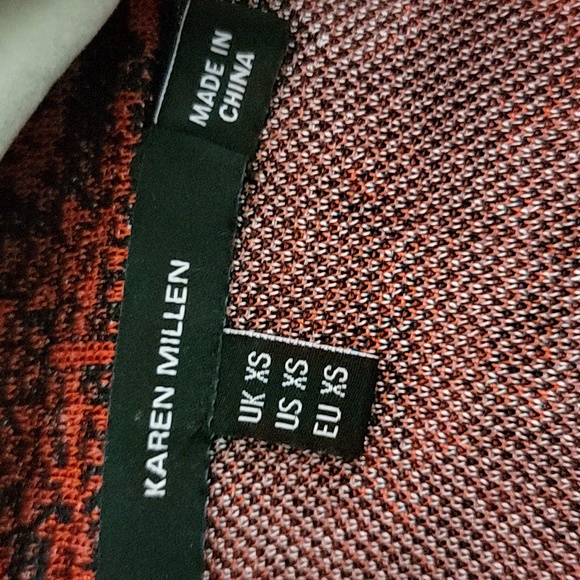 MADE IN
CHINA
KAREN MILLEN
UK XS
US XS
EU XS